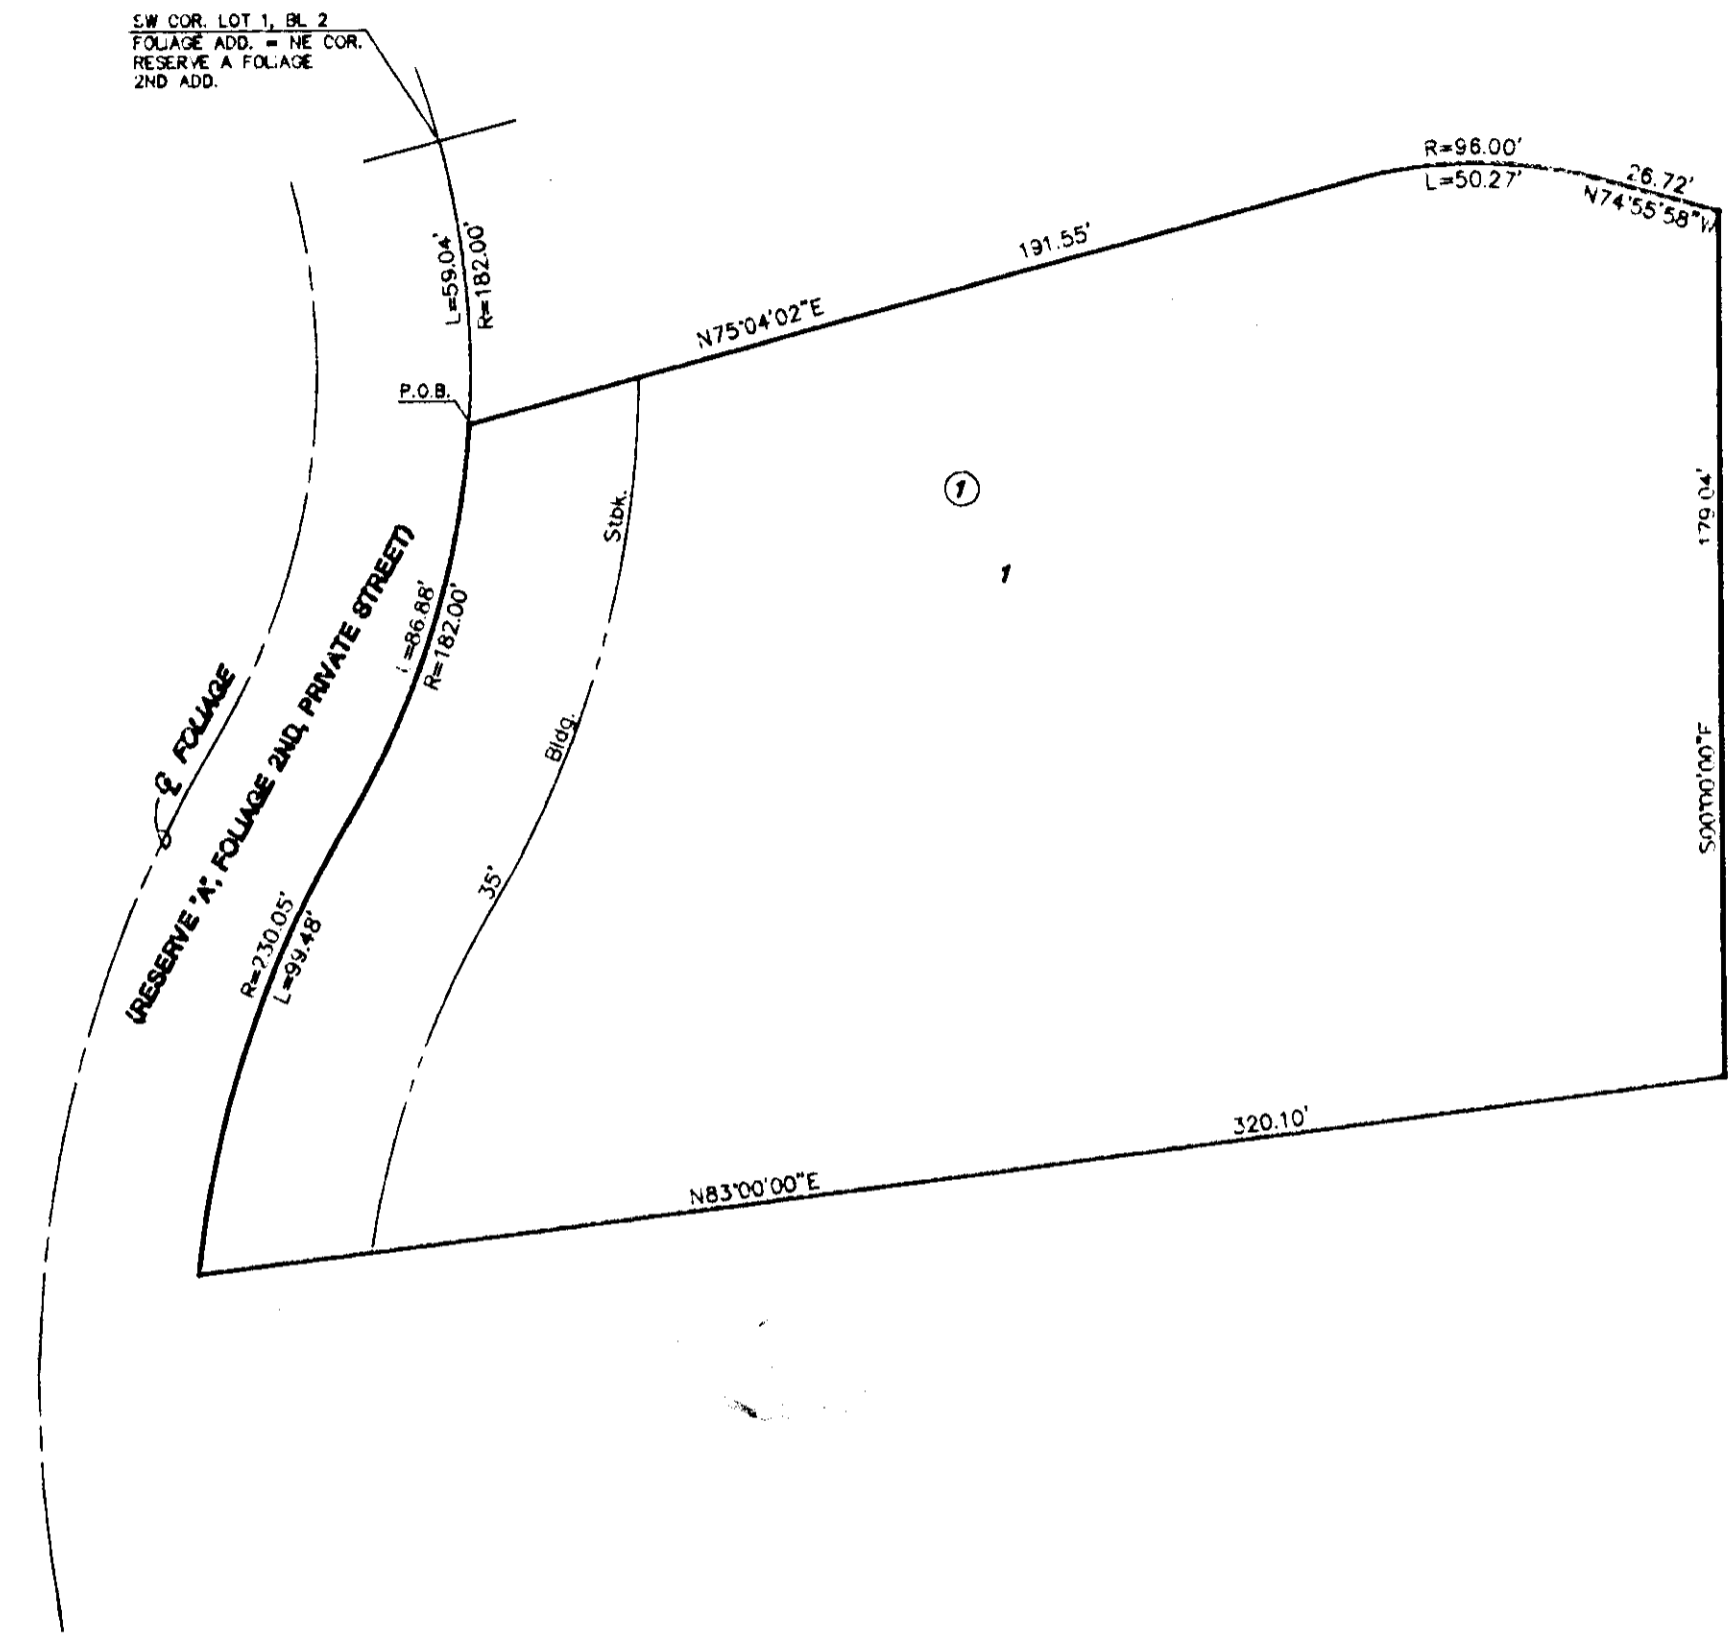 SW COR. LOT 1, BL 2
FOLIAGE ADD. = NE COR.
RESERVE A FOLIAGE
2ND ADD.
R=96.00'
L=50.27'
26.72'
N74°55'58"W
191.55'
N75°04'02"E
L=59.04'
R=182.00'
P.O.B.
1
1
Stbk.
Bldg.
35'
179.04'
S00°00'00"E
L=86.88'
R=182.00'
℄ FOLIAGE
(RESERVE "A", FOLIAGE 2ND, PRIVATE STREET)
R=230.05'
L=99.48'
320.10'
N83°00'00"E